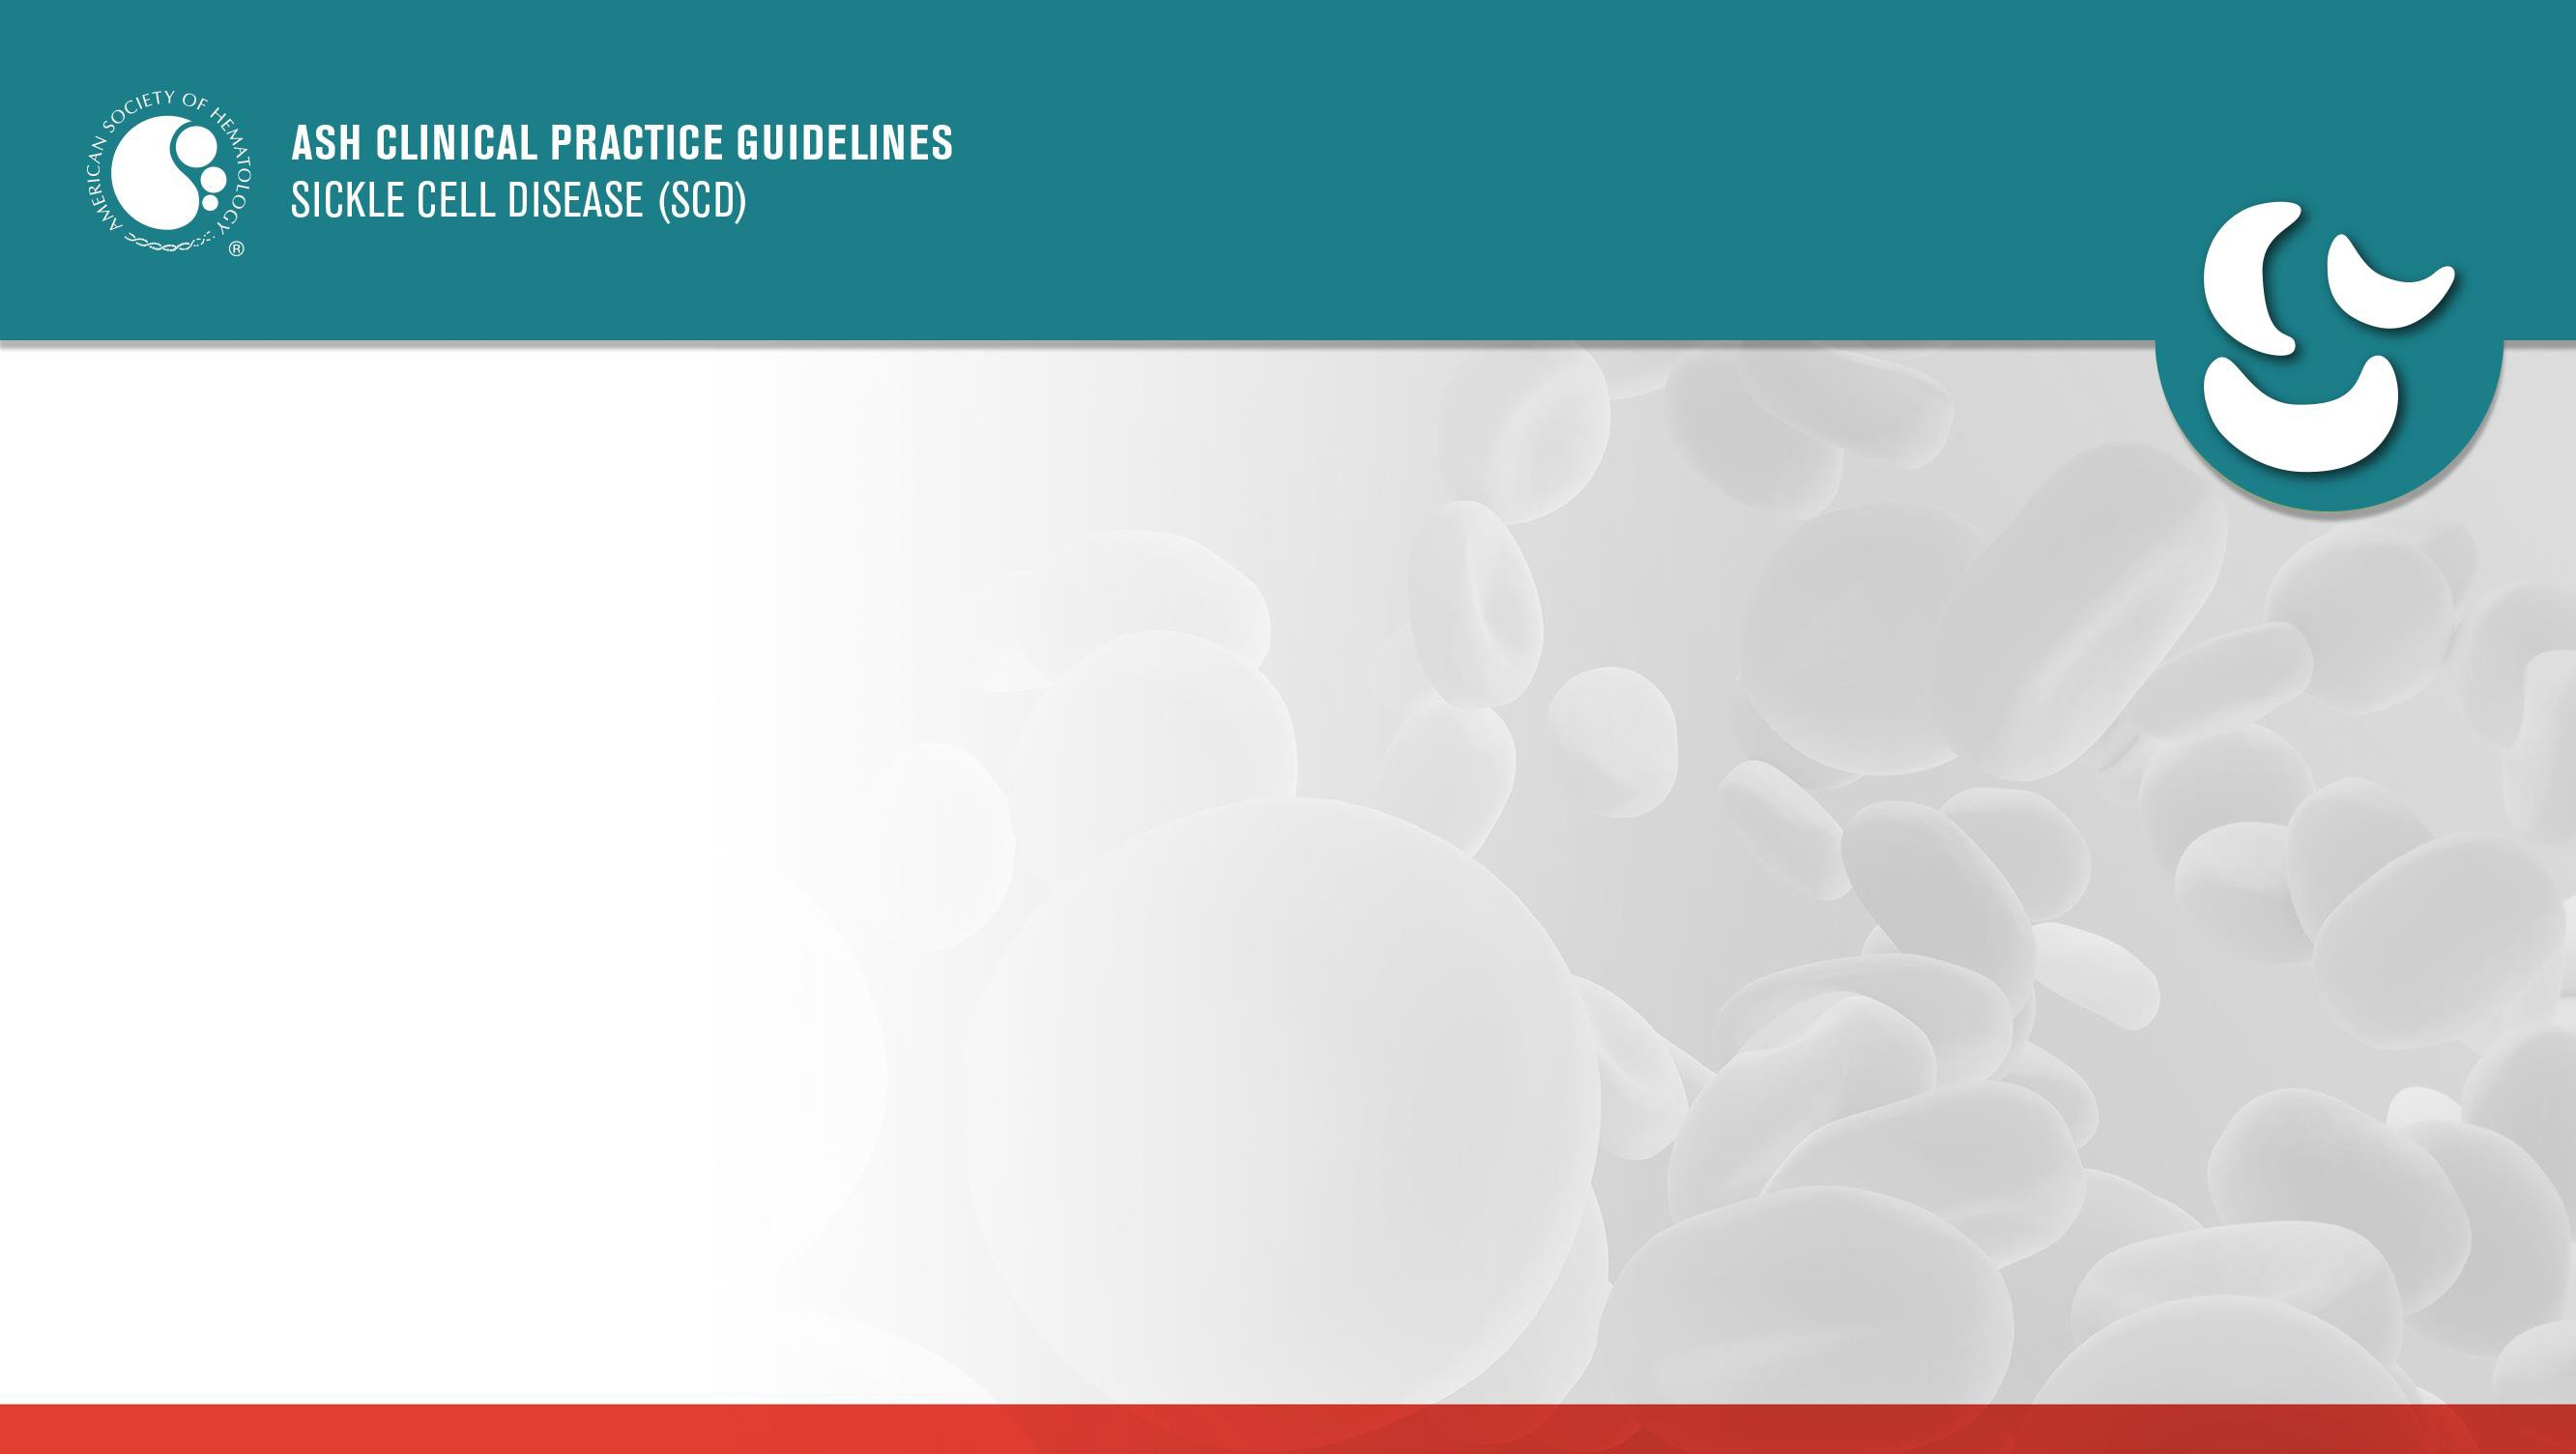 AMERICAN SOCIETY OF HEMATOLOGY
®
ASH CLINICAL PRACTICE GUIDELINES
SICKLE CELL DISEASE (SCD)